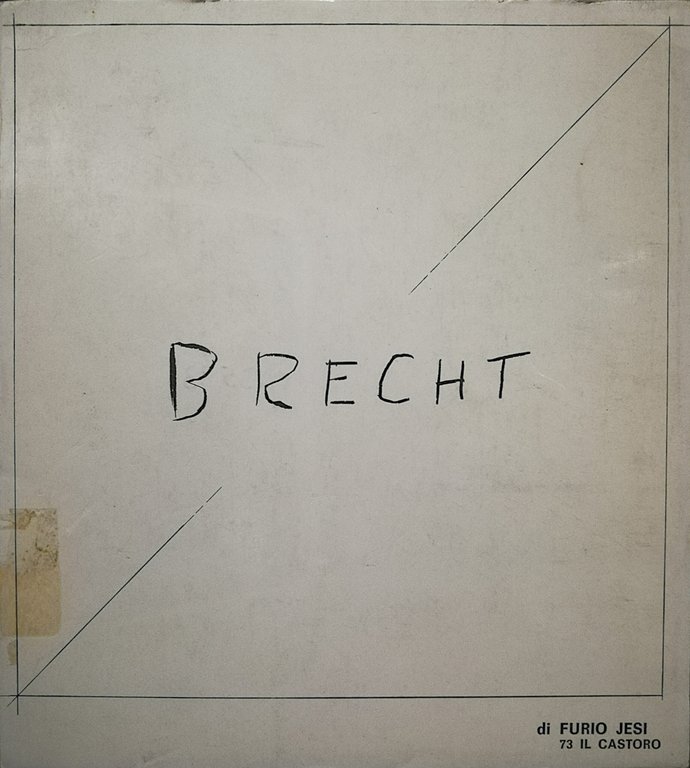 BRECHT
di FURIO JESI
73 IL CASTORO